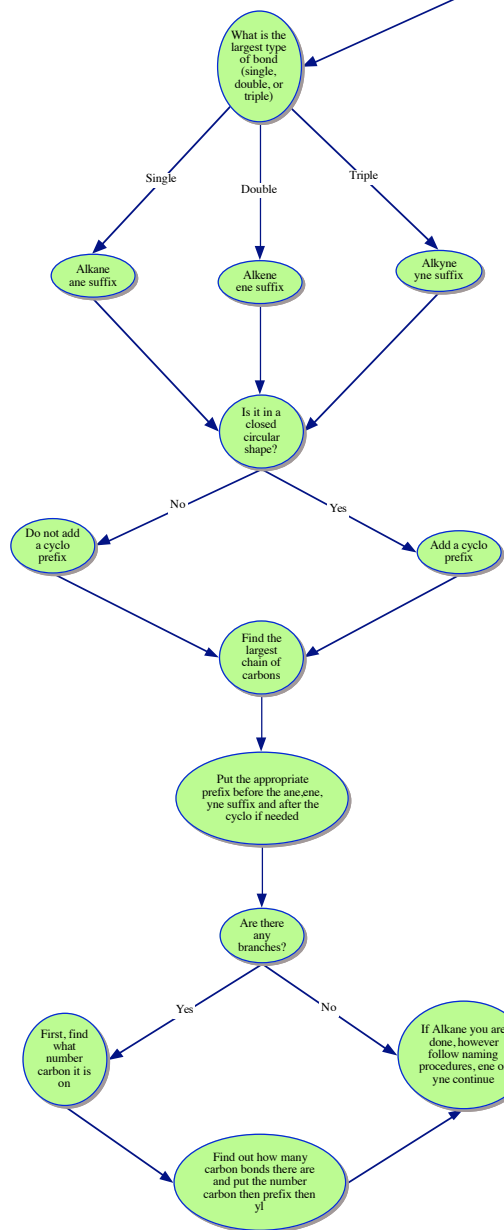 What is the
largest type
of bond
(single,
double, or
triple)
Single
Double
Triple
Alkane
ane suffix
Alkene
ene suffix
Alkyne
yne suffix
Is it in a
closed
circular
shape?
No
Yes
Do not add
a cyclo
prefix
Add a cyclo
prefix
Find the
largest
chain of
carbons
Put the appropriate
prefix before the ane,ene,
yne suffix and after the
cyclo if needed
Are there
any
branches?
Yes
No
First, find
what
number
carbon it is
on
If Alkane you are
done, however
follow naming
procedures, ene o
yne continue
Find out how many
carbon bonds there are
and put the number
carbon then prefix then
yl